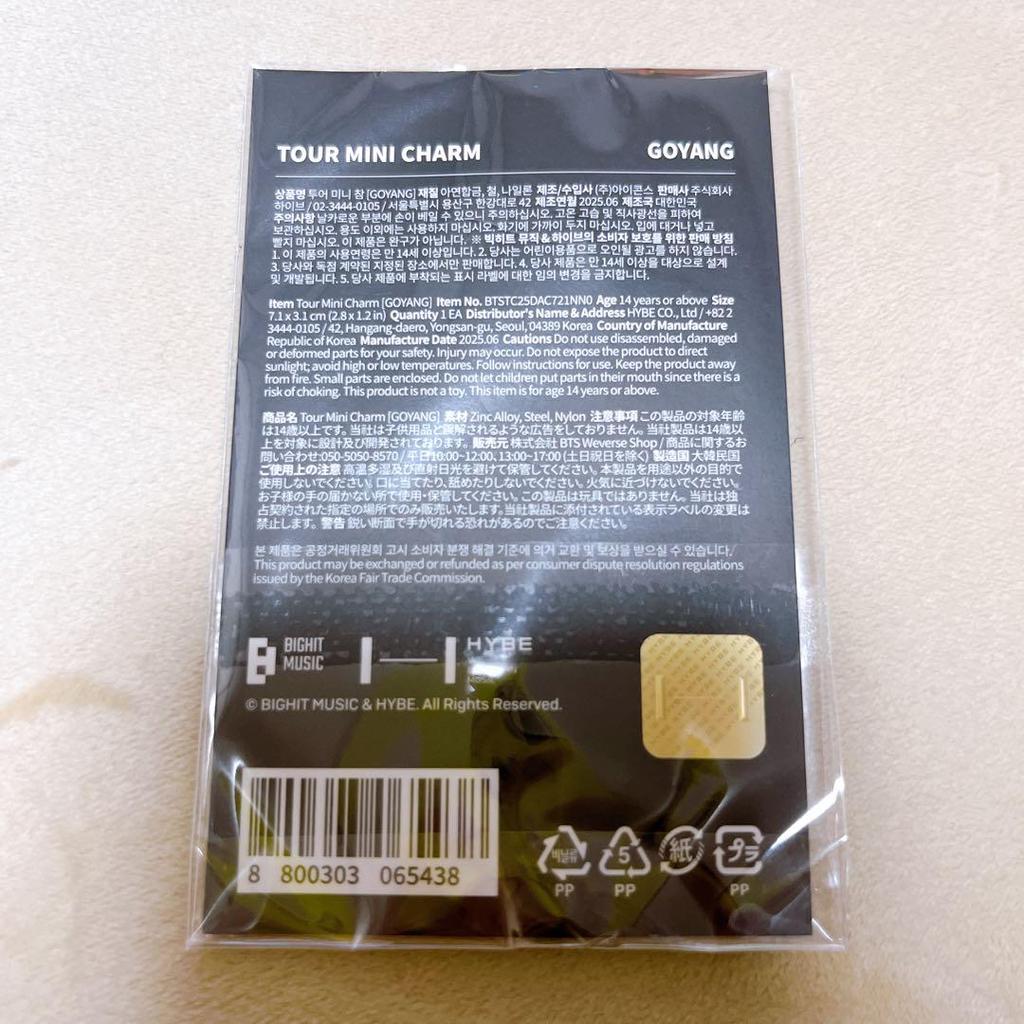 TOUR MINI CHARM GOYANG
상품명 투어 미니 참 [GOYANG] 재질 아연합금, 철, 나일론 제조/수입사 (주)아이콘스 판매사 주식회사
하이브 / 02-3444-0105 / 서울특별시 용산구 한강대로 42 제조연월 2025.06 제조국 대한민국
주의사항 날카로운 부분에 손이 베일 수 있으니 주의하십시오. 고온 고습 및 직사광선을 피하여
보관하십시오. 용도 이외에는 사용하지 마십시오. 화기에 가까이 두지 마십시오. 입에 대거나 넣고
빨지 마십시오. 이 제품은 완구가 아닙니다. ※ 빅히트 뮤직 & 하이브의 소비자 보호를 위한 판매 방침
1. 이 제품의 사용연령은 만 14세 이상입니다. 2. 당사는 어린이용품으로 오인될 광고를 하지 않습니다.
3. 당사와 독점 계약된 지정된 장소에서만 판매합니다. 4. 당사 제품은 만 14세 이상을 대상으로 설계
및 개발됩니다. 5. 당사 제품에 부착되는 표시 라벨에 대한 임의 변경을 금지합니다.
Item Tour Mini Charm [GOYANG] Item No. BTSTC25DAC721NN0 Age 14 years or above Size
7.1 x 3.1 cm (2.8 x 1.2 in) Quantity 1 EA Distributor's Name & Address HYBE CO., Ltd / +82 2
3444-0105 / 42, Hangang-daero, Yongsan-gu, Seoul, 04389 Korea Country of Manufacture
Republic of Korea Manufacture Date 2025.06 Cautions Do not use disassembled, damaged
or deformed parts for your safety. Injury may occur. Do not expose the product to direct
sunlight; avoid high or low temperatures. Follow instructions for use. Keep the product away
from fire. Small parts are enclosed. Do not let children put parts in their mouth since there is a
risk of choking. This product is not a toy. This item is for age 14 years or above.
商品名 Tour Mini Charm [GOYANG] 素材 Zinc Alloy, Steel, Nylon 注意事項 この製品の対象年齢
は14歳以上です。当社は子供用品と誤解されるような広告をしておりません。当社製品は14歳以
上を対象に設計及び開発されております。販売元 株式会社 BTS Weverse Shop / 商品に関するお
問い合わせ:050-5050-8570 / 平日10:00~12:00, 13:00~17:00 (土日祝日を除く) 製造国 大韓民国
ご使用上の注意 高温多湿及び直射日光を避けて保管してください。本製品を用途以外の目的で
使用しないでください。口に当てたり、舐めたりしないでください。火気に近づけないでください。
お子様の手の届かない所で使用・保管してください。この製品は玩具ではありません。当社は独
占契約された指定の場所でのみ販売いたします。当社製品に添付されている表示ラベルの変更は
禁止します。警告 鋭い断面で手が切れる恐れがあるのでご注意ください。
본 제품은 공정거래위원회 고시 소비자 분쟁 해결 기준에 의거 교환 및 보상을 받으실 수 있습니다.
This product may be exchanged or refunded as per consumer dispute resolution regulations
issued by the Korea Fair Trade Commission.
BIGHIT
MUSIC
HYBE
© BIGHIT MUSIC & HYBE. All Rights Reserved.
8 800303 065438
비닐류
PP
5
PP
紙
プラ
PP